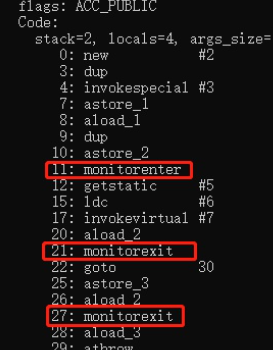 flags: ACC_PUBLIC
Code:
stack=2, locals=4, args_size=
0: new #2
3: dup
4: invokespecial #3
7: astore_1
8: aload_1
9: dup
10: astore_2
11: monitorenter
12: getstatic #5
15: ldc #6
17: invokevirtual #7
20: aload_2
21: monitorexit
22: goto 30
25: astore_3
26: aload_2
27: monitorexit
28: aload_3
29: athrow